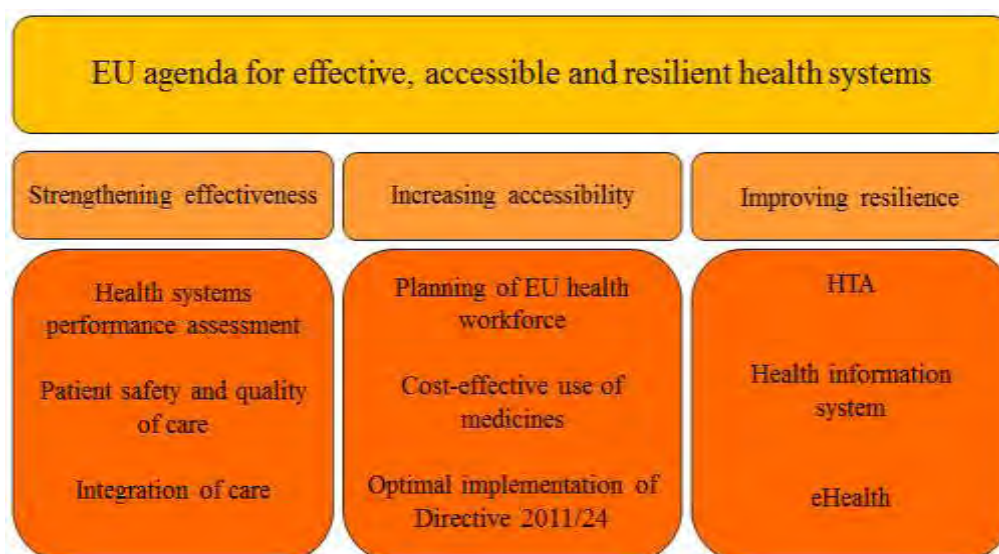 EU agenda for effective, accessible and resilient health systems
Strengthening effectiveness
Increasing accessibility
Improving resilience
Health systems
performance assessment
Patient safety and quality
of care
Integration of care
Planning of EU health
workforce
Cost-effective use of
medicines
Optimal implementation of
Directive 2011/24
HTA
Health information
system
eHealth